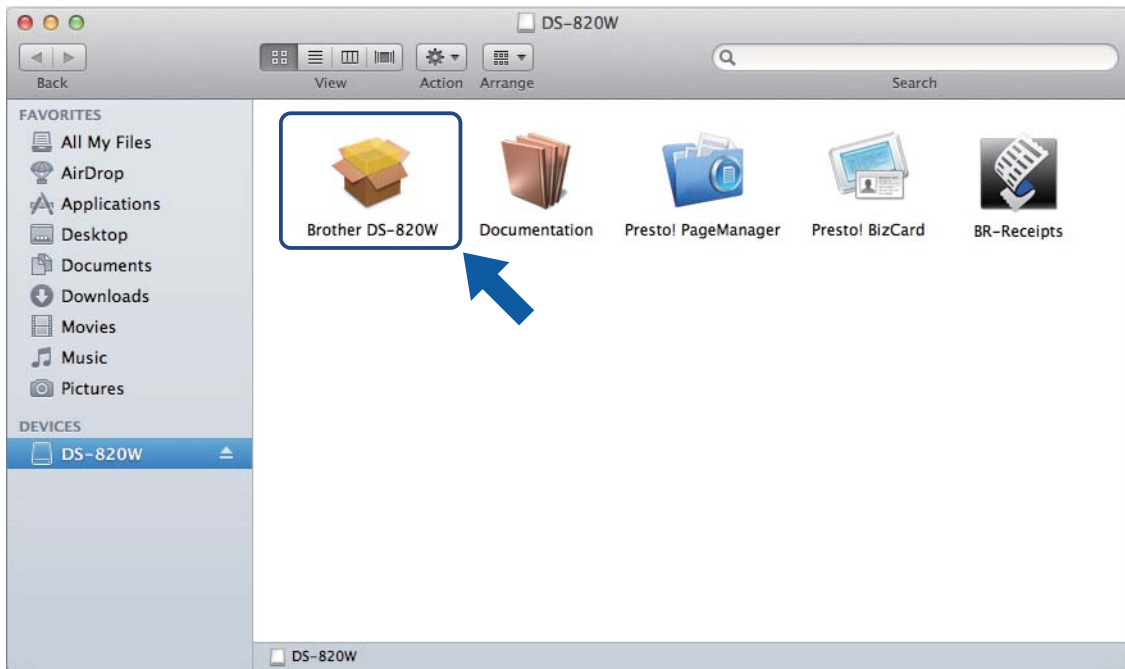 DS-820W
Back
View
Action
Arrange
Search
FAVORITES
All My Files
AirDrop
Applications
Desktop
Documents
Downloads
Movies
Music
Pictures
DEVICES
DS-820W
Brother DS-820W
Documentation
Presto! PageManager
Presto! BizCard
BR-Receipts
DS-820W